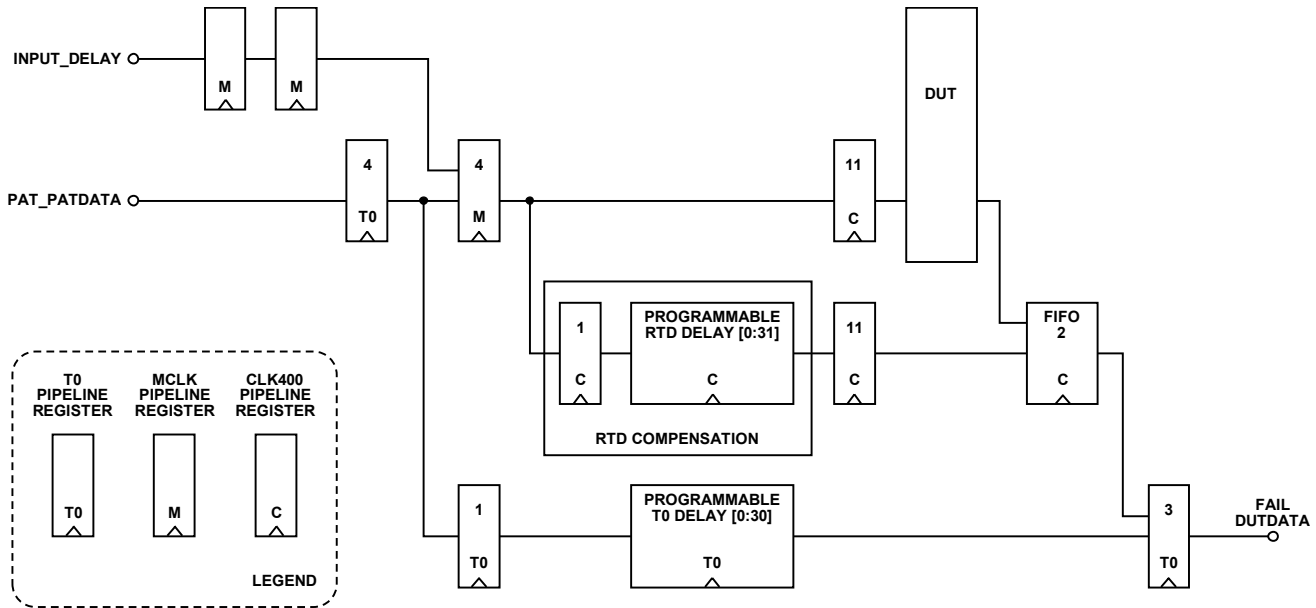 INPUT_DELAY
M
M
DUT
PAT_PATDATA
4
T0
4
M
11
C
1
C
PROGRAMMABLE
RTD DELAY [0:31]
C
11
C
FIFO
2
C
RTD COMPENSATION
T0
PIPELINE
REGISTER
MCLK
PIPELINE
REGISTER
CLK400
PIPELINE
REGISTER
T0
M
C
LEGEND
1
T0
PROGRAMMABLE
T0 DELAY [0:30]
T0
3
T0
FAIL
DUTDATA